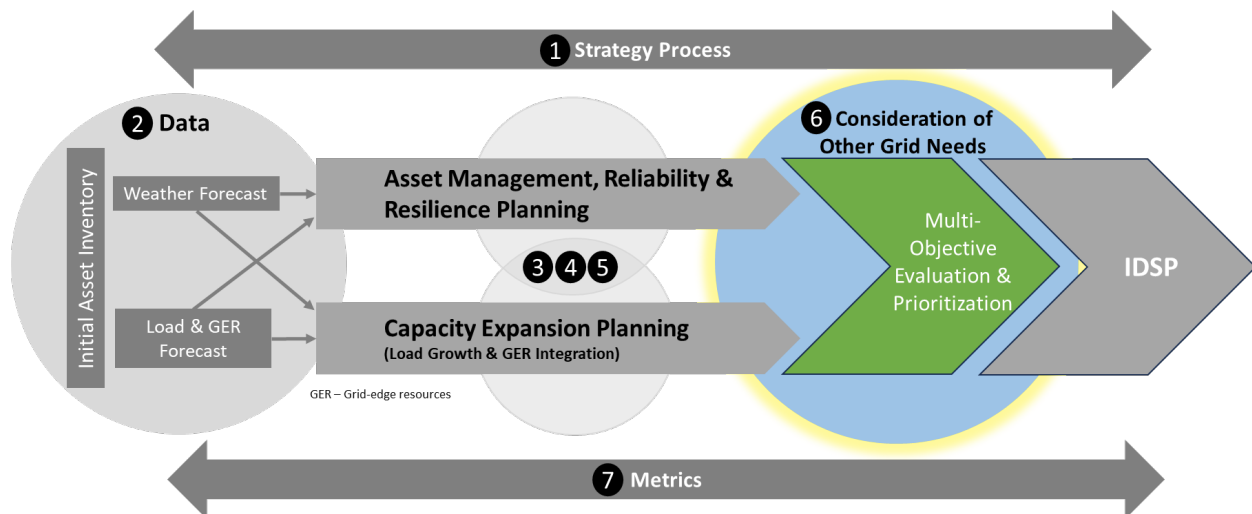 1 Strategy Process
2 Data
Initial Asset Inventory
Weather Forecast
Load & GER
Forecast
Asset Management, Reliability &
Resilience Planning
3 4 5
Capacity Expansion Planning
(Load Growth & GER Integration)
GER – Grid-edge resources
6 Consideration of
Other Grid Needs
Multi-
Objective
Evaluation &
Prioritization
IDSP
7 Metrics